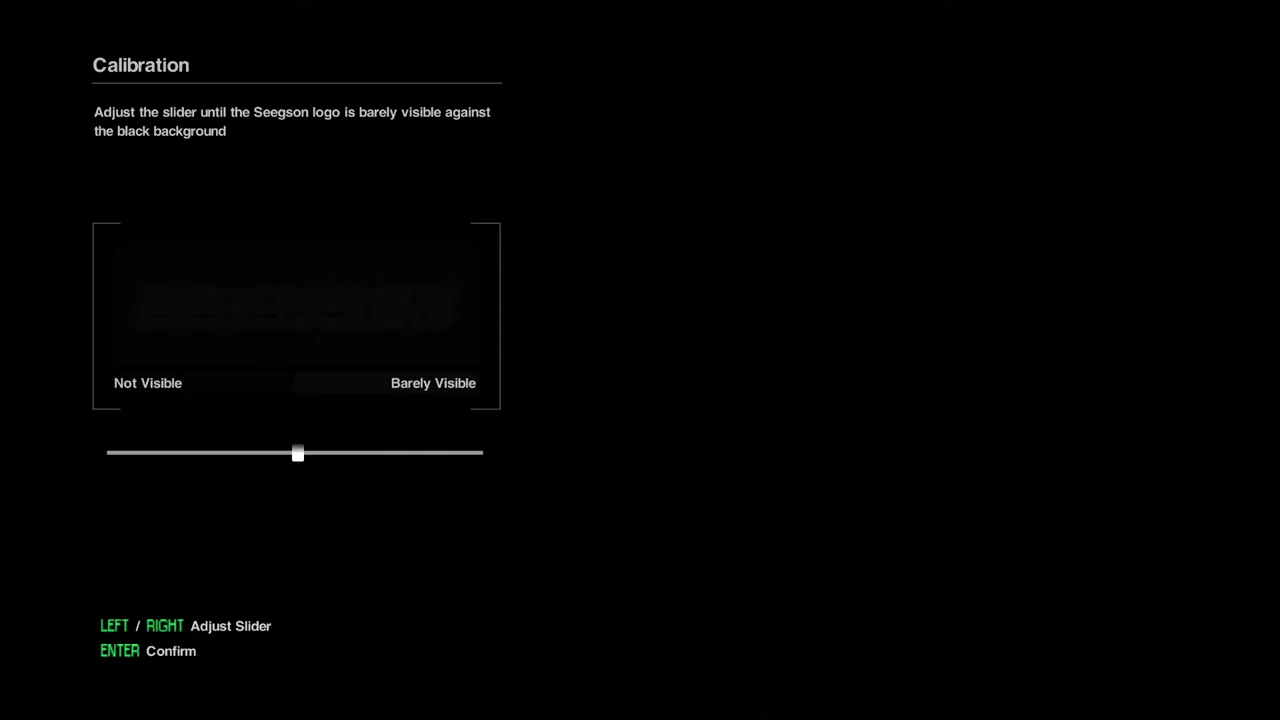 Calibration
Adjust the slider until the Seegson logo is barely visible against
the black background
Not Visible
Barely Visible
LEFT / RIGHT Adjust Slider
ENTER Confirm